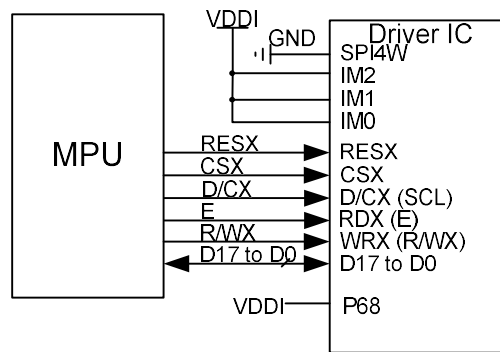 VDDI
Driver IC
GND
SPI4W
IM2
IM1
IM0
MPU
RESX
RESX
CSX
CSX
D/CX
D/CX (SCL)
E
RDX (E)
R/WX
WRX (R/WX)
D17 to D0
D17 to D0
VDDI
P68